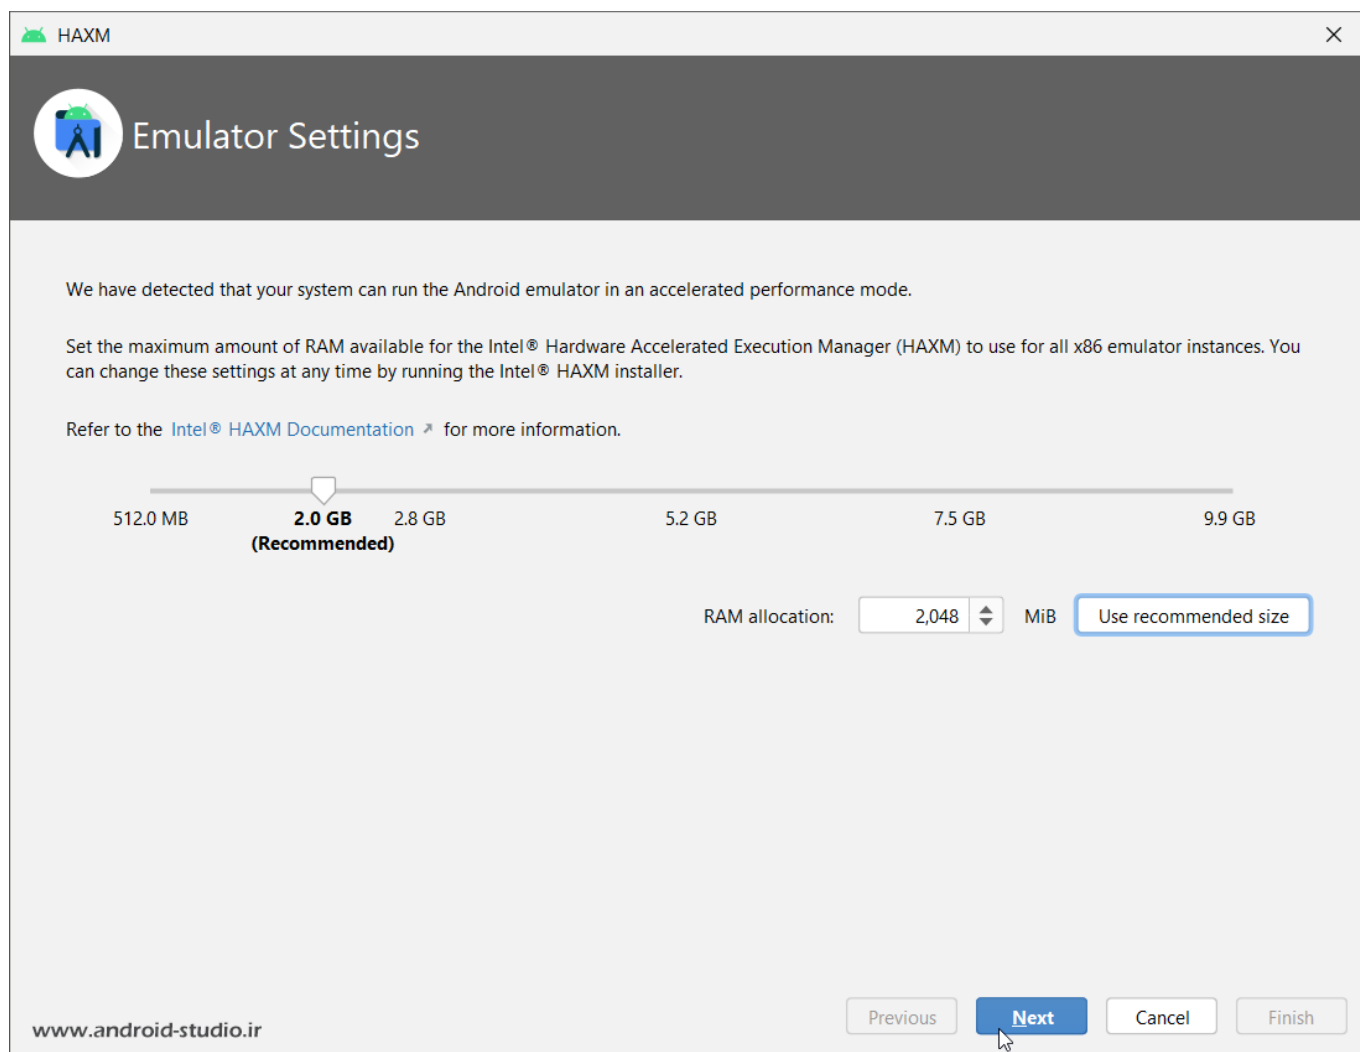 HAXM
Emulator Settings
We have detected that your system can run the Android emulator in an accelerated performance mode.
Set the maximum amount of RAM available for the Intel® Hardware Accelerated Execution Manager (HAXM) to use for all x86 emulator instances. You
can change these settings at any time by running the Intel® HAXM installer.
Refer to the Intel® HAXM Documentation ↗ for more information.
512.0 MB 2.0 GB 2.8 GB 5.2 GB 7.5 GB 9.9 GB
(Recommended)
RAM allocation: 2,048 MiB Use recommended size
Previous Next Cancel Finish
www.android-studio.ir